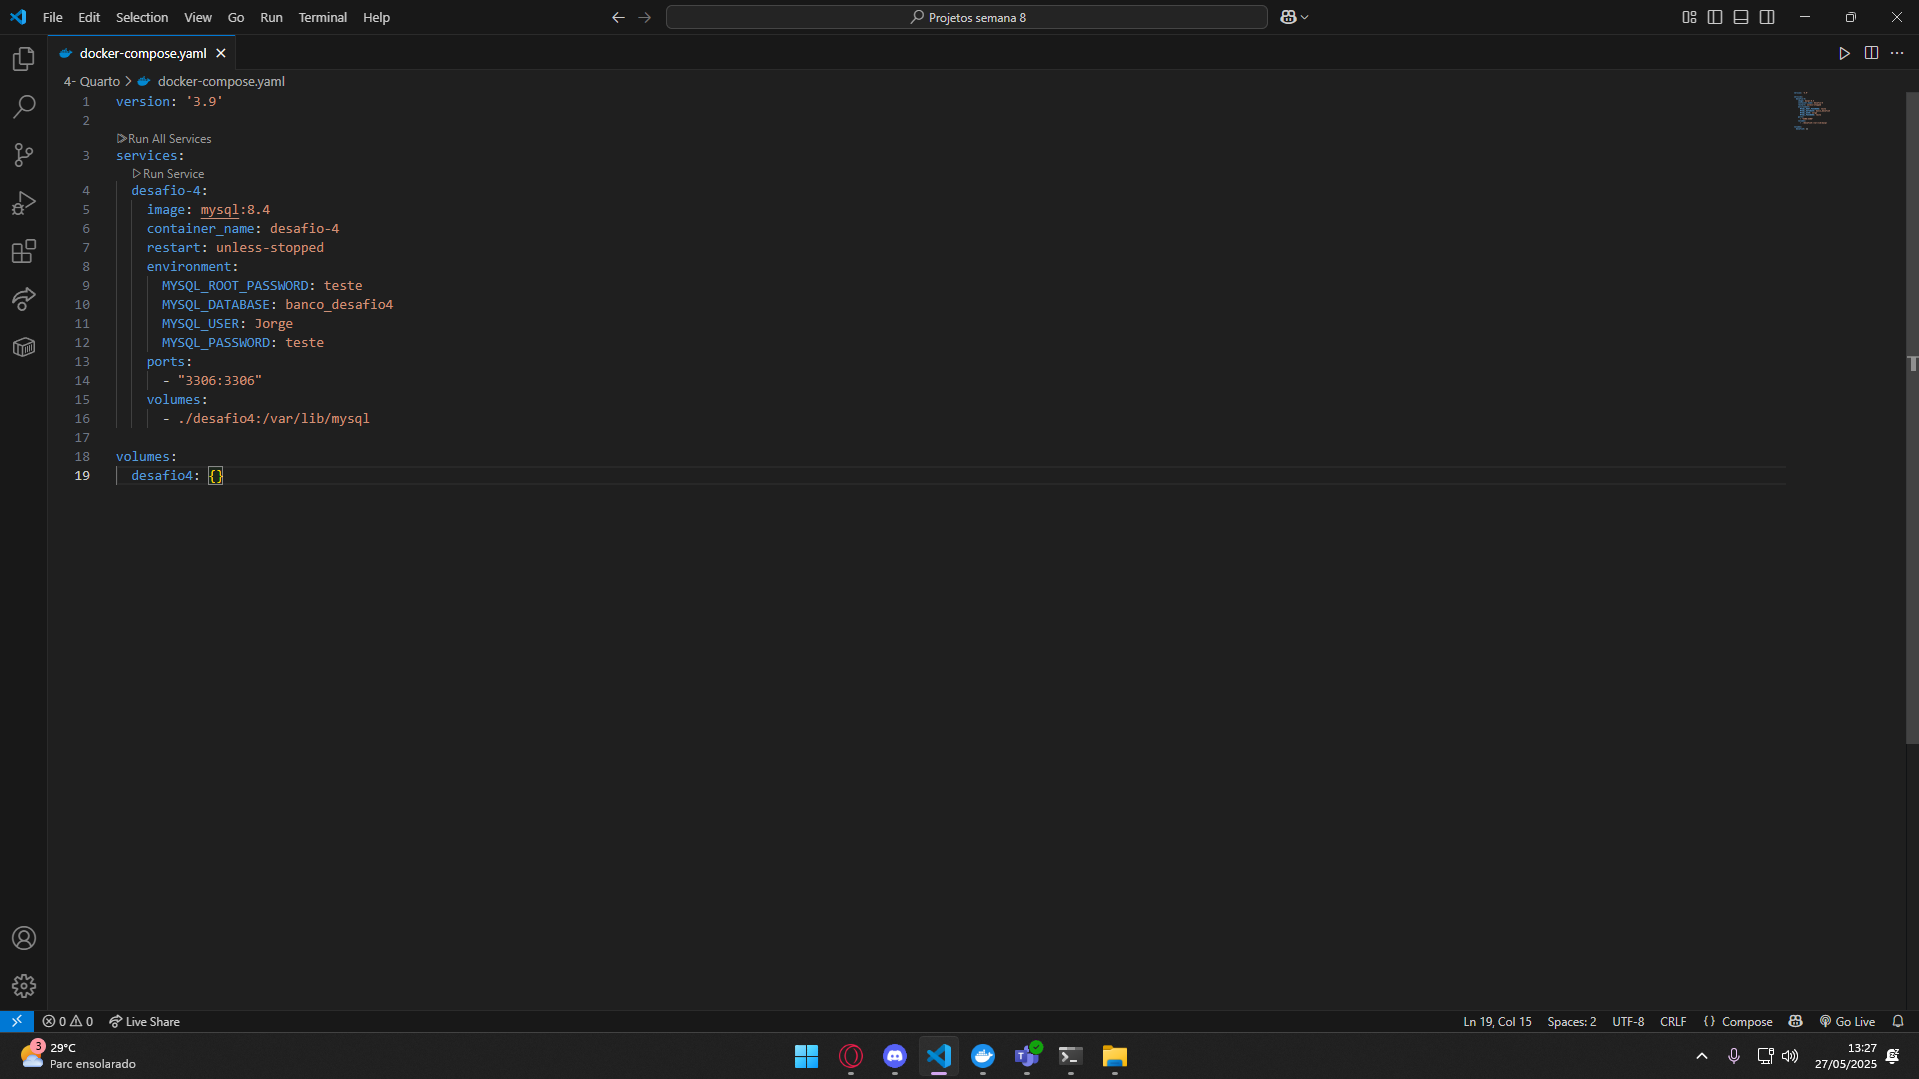 File Edit Selection View Go Run Terminal Help
Projetos semana 8
docker-compose.yaml
4- Quarto > docker-compose.yaml
1 version: '3.9'
2
Run All Services
3 services:
Run Service
4 desafio-4:
5 image: mysql:8.4
6 container_name: desafio-4
7 restart: unless-stopped
8 environment:
9 MYSQL_ROOT_PASSWORD: teste
10 MYSQL_DATABASE: banco_desafio4
11 MYSQL_USER: Jorge
12 MYSQL_PASSWORD: teste
13 ports:
14 - "3306:3306"
15 volumes:
16 - ./desafio4:/var/lib/mysql
17
18 volumes:
19 desafio4: {}
0 0 Live Share
Ln 19, Col 15 Spaces: 2 UTF-8 CRLF {} Compose Go Live
3
29°C
Parc ensolarado
13:27
27/05/2025